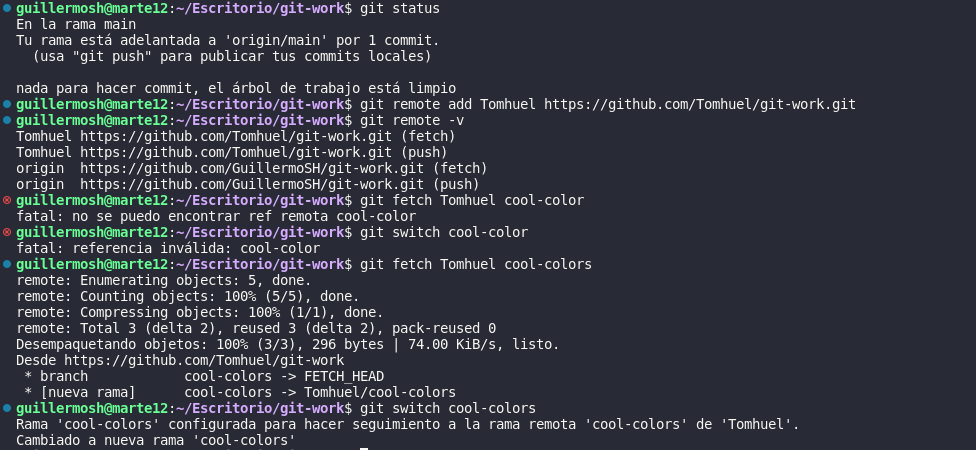 guillermosh@marte12:~/Escritorio/git-work$ git status
En la rama main
Tu rama está adelantada a 'origin/main' por 1 commit.
  (usa "git push" para publicar tus commits locales)

nada para hacer commit, el árbol de trabajo está limpio
guillermosh@marte12:~/Escritorio/git-work$ git remote add Tomhuel https://github.com/Tomhuel/git-work.git
guillermosh@marte12:~/Escritorio/git-work$ git remote -v
Tomhuel https://github.com/Tomhuel/git-work.git (fetch)
Tomhuel https://github.com/Tomhuel/git-work.git (push)
origin  https://github.com/GuillermoSH/git-work.git (fetch)
origin  https://github.com/GuillermoSH/git-work.git (push)
guillermosh@marte12:~/Escritorio/git-work$ git fetch Tomhuel cool-color
fatal: no se puedo encontrar ref remota cool-color
guillermosh@marte12:~/Escritorio/git-work$ git switch cool-color
fatal: referencia inválida: cool-color
guillermosh@marte12:~/Escritorio/git-work$ git fetch Tomhuel cool-colors
remote: Enumerating objects: 5, done.
remote: Counting objects: 100% (5/5), done.
remote: Compressing objects: 100% (1/1), done.
remote: Total 3 (delta 2), reused 3 (delta 2), pack-reused 0
Desempaquetando objetos: 100% (3/3), 296 bytes | 74.00 KiB/s, listo.
Desde https://github.com/Tomhuel/git-work
 * branch            cool-colors -> FETCH_HEAD
 * [nueva rama]      cool-colors -> Tomhuel/cool-colors
guillermosh@marte12:~/Escritorio/git-work$ git switch cool-colors
Rama 'cool-colors' configurada para hacer seguimiento a la rama remota 'cool-colors' de 'Tomhuel'.
Cambiado a nueva rama 'cool-colors'